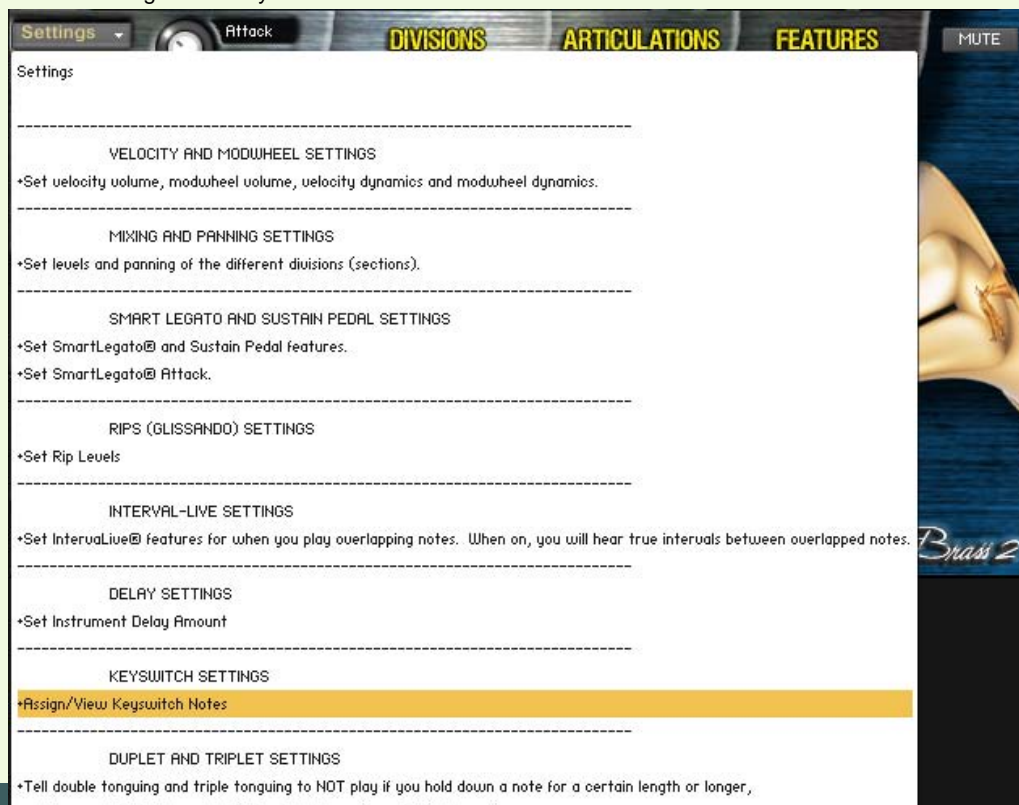 Settings
Attack
DIVISIONS
ARTICULATIONS
FEATURES
MUTE
Settings
VELOCITY AND MODWHEEL SETTINGS
+Set velocity volume, modwheel volume, velocity dynamics and modwheel dynamics.
MIXING AND PANNING SETTINGS
+Set levels and panning of the different divisions (sections).
SMART LEGATO AND SUSTAIN PEDAL SETTINGS
+Set SmartLegato® and Sustain Pedal features.
+Set SmartLegato® Attack.
RIPS (GLISSANDO) SETTINGS
+Set Rip Levels
INTERVAL-LIVE SETTINGS
+Set IntervaLive® features for when you play overlapping notes. When on, you will hear true intervals between overlapped notes.
Brass 2
DELAY SETTINGS
+Set Instrument Delay Amount
KEYSWITCH SETTINGS
+Assign/View Keyswitch Notes
DUPLET AND TRIPLET SETTINGS
+Tell double tonguing and triple tonguing to NOT play if you hold down a note for a certain length or longer,